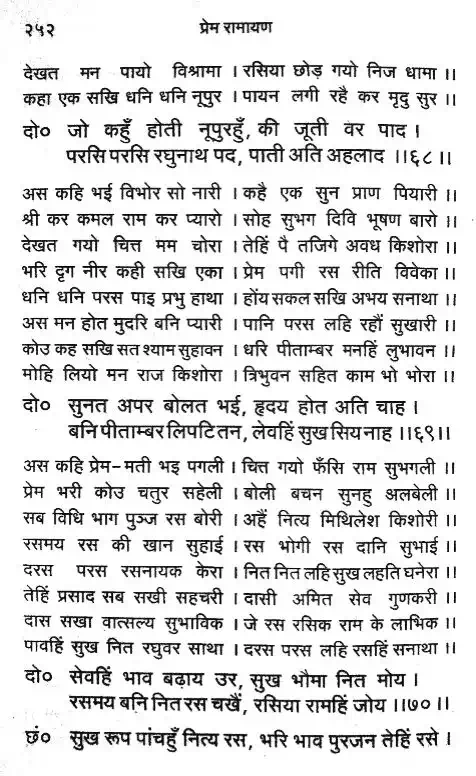 २५२
प्रेम रामायण
देखत मन पायो विश्रामा । रसिया छोड़ गयो निज धामा ।।
कहा एक सखि धनि धनि नूपुर । पायन लगी रहै कर मृदु सुर ।।
दो० जो कहुँ होती नूपुरहुँ, की जूती वर पाद ।
परसि परसि रघुनाथ पद, पाती अति अहलाद ।।६८।।
अस कहि भई विभोर सो नारी । कहै एक सुन प्राण पियारी ।।
श्री कर कमल राम कर प्यारो । सोह सुभग दिवि भूषण बारो ।।
देखत गयो चित्त मम चोरा । तेहिं पै तजिगे अवध किशोरा ।।
भरि दृग नीर कही सखि एका । प्रेम पगी रस रीति विवेका ।।
धनि धनि परस पाइ प्रभु हाथा । होंय सकल सखि अभय सनाथा ।।
अस मन होत मुदरि बनि प्यारी । पानि परस लहि रहौं सुखारी ।।
कोउ कह सखि सत श्याम सुहावन । धरि पीताम्बर मनहिं लुभावन ।।
मोहि लियो मन राज किशोरा । त्रिभुवन सहित काम भो भोरा ।।
दो० सुनत अपर बोलत भई, हृदय होत अति चाह ।
बनि पीताम्बर लिपटि तन, लेवहिं सुख सिय नाह ।।६९।।
अस कहि प्रेम-मती भइ पगली । चित्त गयो फँसि राम सुभगली ।।
प्रेम भरी कोउ चतुर सहेली । बोली बचन सुनहु अलबेली ।।
सब विधि भाग पुञ्ज रस बोरी । अहैं नित्य मिथिलेश किशोरी ।।
रसमय रस की खान सुहाई । रस भोगी रस दानि सुभाई ।।
दरस परस रसनायक केरा । नित नित लहि सुख लहति घनेरा ।।
तेहिं प्रसाद सब सखी सहचरी । दासी अमित सेव गुणकरी ।।
दास सखा वात्सल्य सुभाविक । जे रस रसिक राम के लाभिक ।।
पावहिं सुख नित रघुवर साथा । दरस परस लहि रसहिं सनाथा ।।
दो० सेवहिं भाव बढ़ाय उर, सुख भौमा नित मोय ।
रसमय बनि नित रस चखैं, रसिया रामहिं जोय ।।७०।।
छं० सुख रूप पांचहुँ नित्य रस, भरि भाव पुरजन तेहिं रसे ।